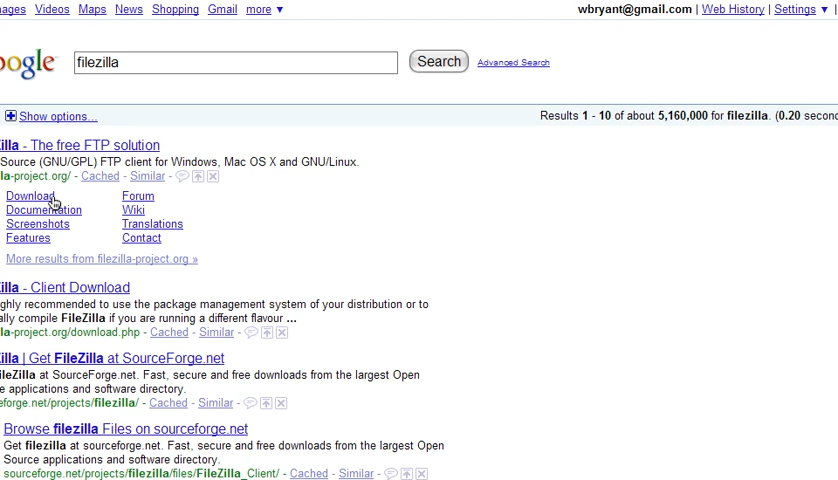 mages Videos Maps News Shopping Gmail more ▼ wbryant@gmail.com | Web History | Settings ▼ |
oogle filezilla Search Advanced Search
Show options... Results 1 - 10 of about 5,160,000 for filezilla. (0.20 second
illa - The free FTP solution
Source (GNU/GPL) FTP client for Windows, Mac OS X and GNU/Linux.
lla-project.org/ - Cached - Similar -
Download Forum
Documentation Wiki
Screenshots Translations
Features Contact
More results from filezilla-project.org »
illa - Client Download
ghly recommended to use the package management system of your distribution or to
ally compile FileZilla if you are running a different flavour ...
lla-project.org/download.php - Cached - Similar -
illa | Get FileZilla at SourceForge.net
ileZilla at SourceForge.net. Fast, secure and free downloads from the largest Open
e applications and software directory.
eforge.net/projects/filezilla/ - Cached - Similar -
Browse filezilla Files on sourceforge.net
Get filezilla at sourceforge.net. Fast, secure and free downloads from the largest Open
Source applications and software directory.
sourceforge.net/projects/filezilla/files/FileZilla_Client/ - Cached - Similar -